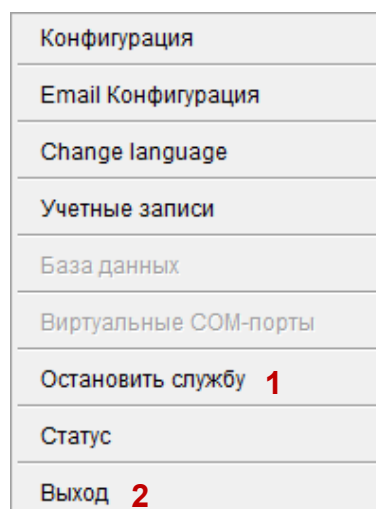 Конфигурация
Email Конфигурация
Change language
Учетные записи
База данных
Виртуальные COM-порты
Остановить службу 1
Статус
Выход 2